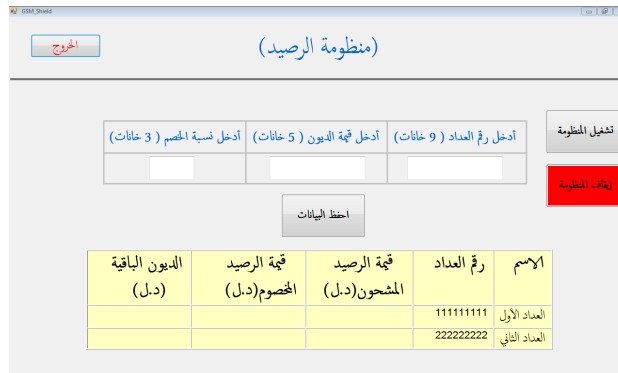 GSM_Shield
(منظومة الرصيد)
الخروج
تشغيل المنظومة
أدخل رقم العداد ( 9 خانات)
أدخل قيمة الديون ( 5 خانات)
أدخل نسبة الخصم ( 3 خانات)
إيقاف المنظومة
احفظ البيانات
الاسم رقم العداد قيمة الرصيد المشحون(د.ل) قيمة الرصيد المخصوم(د.ل) الديون الباقية (د.ل)
العداد الأول 111111111
العداد الثاني 222222222